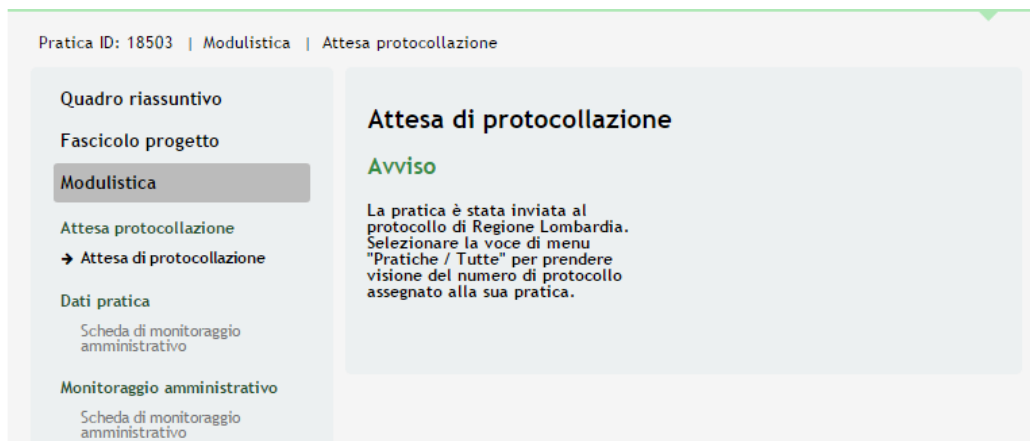 Pratica ID: 18503 | Modulistica | Attesa protocollazione
Quadro riassuntivo
Fascicolo progetto
Modulistica
Attesa protocollazione
➔ Attesa di protocollazione
Dati pratica
Scheda di monitoraggio
amministrativo
Monitoraggio amministrativo
Scheda di monitoraggio
amministrativo
Attesa di protocollazione
Avviso
La pratica è stata inviata al
protocollo di Regione Lombardia.
Selezionare la voce di menu
"Pratiche / Tutte" per prendere
visione del numero di protocollo
assegnato alla sua pratica.